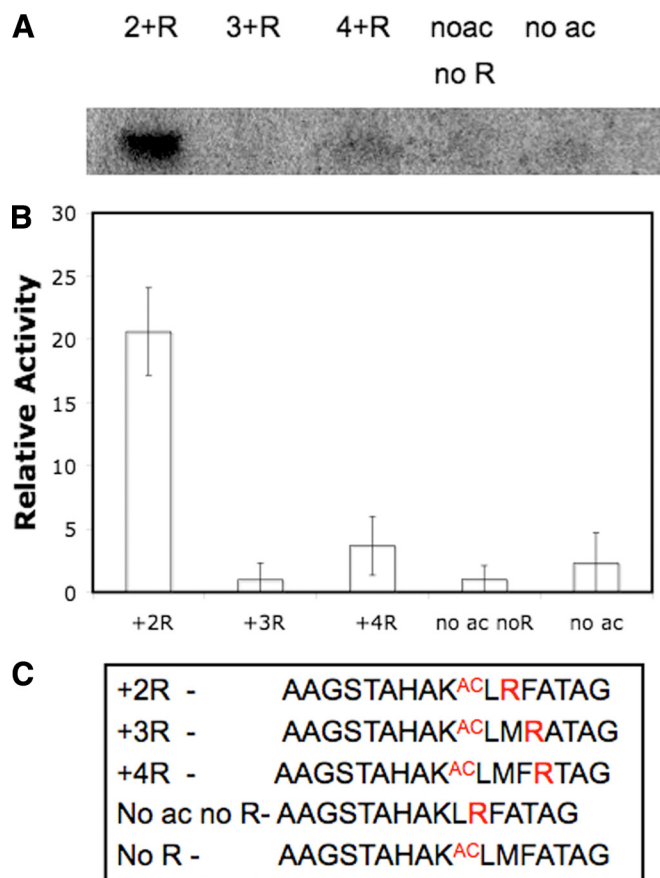 A
2+R 3+R 4+R noac no ac
no R
B
Relative Activity
30
25
20
15
10
5
0
+2R +3R +4R no ac noR no ac
C
+2R - AAGSTAHAKᴬᶜLRFATAG
+3R - AAGSTAHAKᴬᶜLMRATAG
+4R - AAGSTAHAKᴬᶜLMFRTAG
No ac no R- AAGSTAHAKLRFATAG
No R - AAGSTAHAKᴬᶜLMFATAG